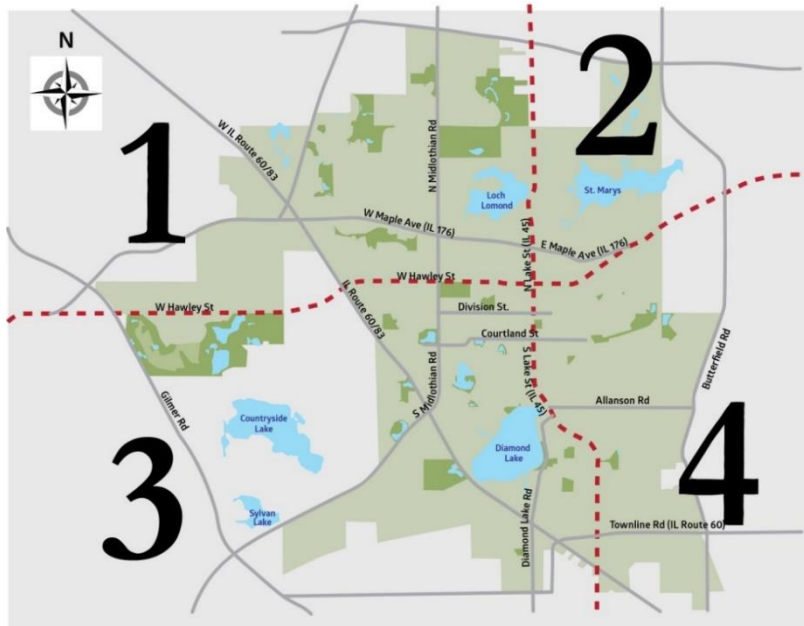 N
1
2
W IL Route 60/83
N Midlothian Rd
Loch
Lomond
St. Marys
W Maple Ave (IL 176)
N Lake St (IL 45)
E Maple Ave (IL 176)
W Hawley St
W Hawley St
IL Route 60/83
Division St.
Courtland St
S Midlothian Rd
S Lake St (IL 45)
Butterfield Rd
Gilmer Rd
Allanson Rd
Countryside
Lake
Diamond
Lake
3
4
Sylvan
Lake
Diamond Lake Rd
Townline Rd (IL Route 60)